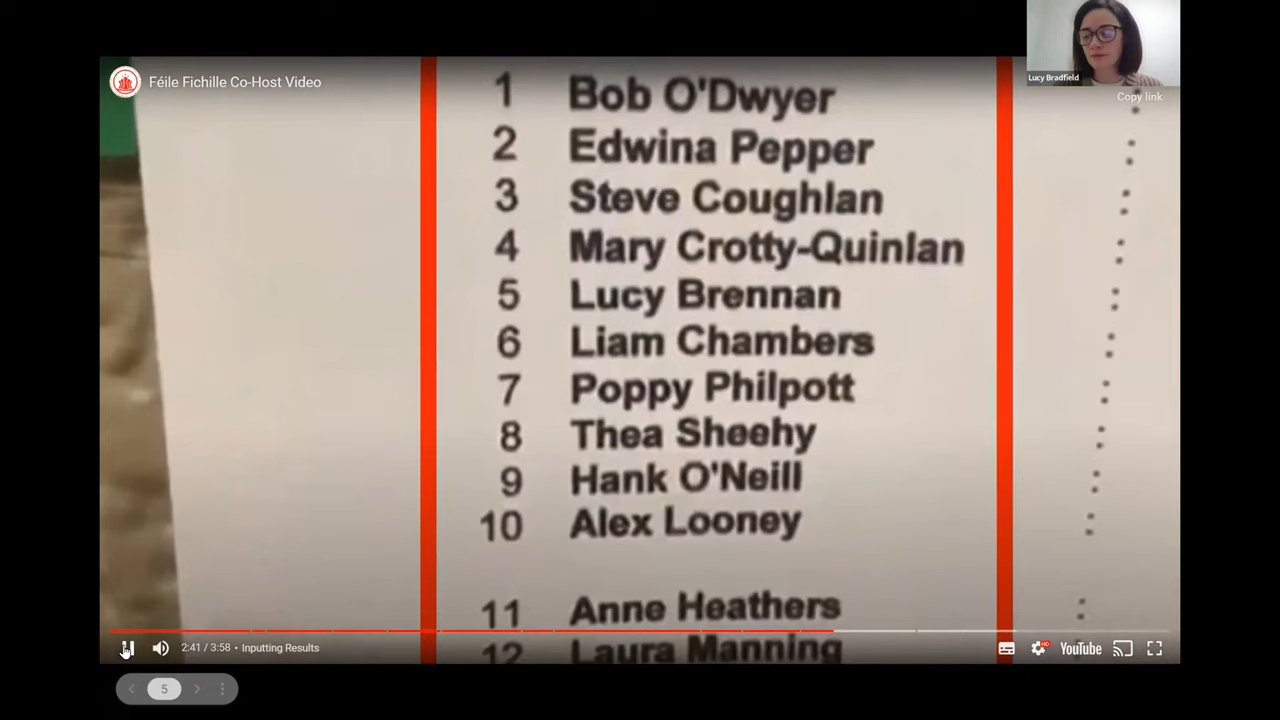 Lucy Bradfield
Féile Fichille Co-Host Video
Copy link
1 Bob O'Dwyer
2 Edwina Pepper
3 Steve Coughlan
4 Mary Crotty-Quinlan
5 Lucy Brennan
6 Liam Chambers
7 Poppy Philpott
8 Thea Sheehy
9 Hank O'Neill
10 Alex Looney
11 Anne Heathers
12 Laura Manning
2:41 / 3:58 • Inputting Results
HD
YouTube
5